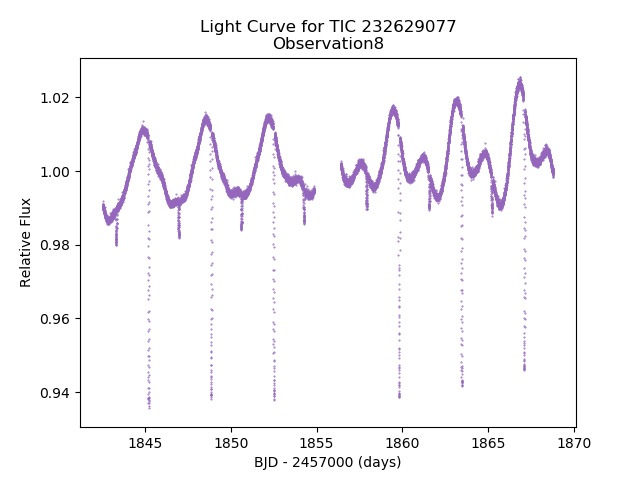 Light Curve for TIC 232629077
Observation8
Relative Flux
1.02
1.00
0.98
0.96
0.94
1845 1850 1855 1860 1865 1870
BJD - 2457000 (days)